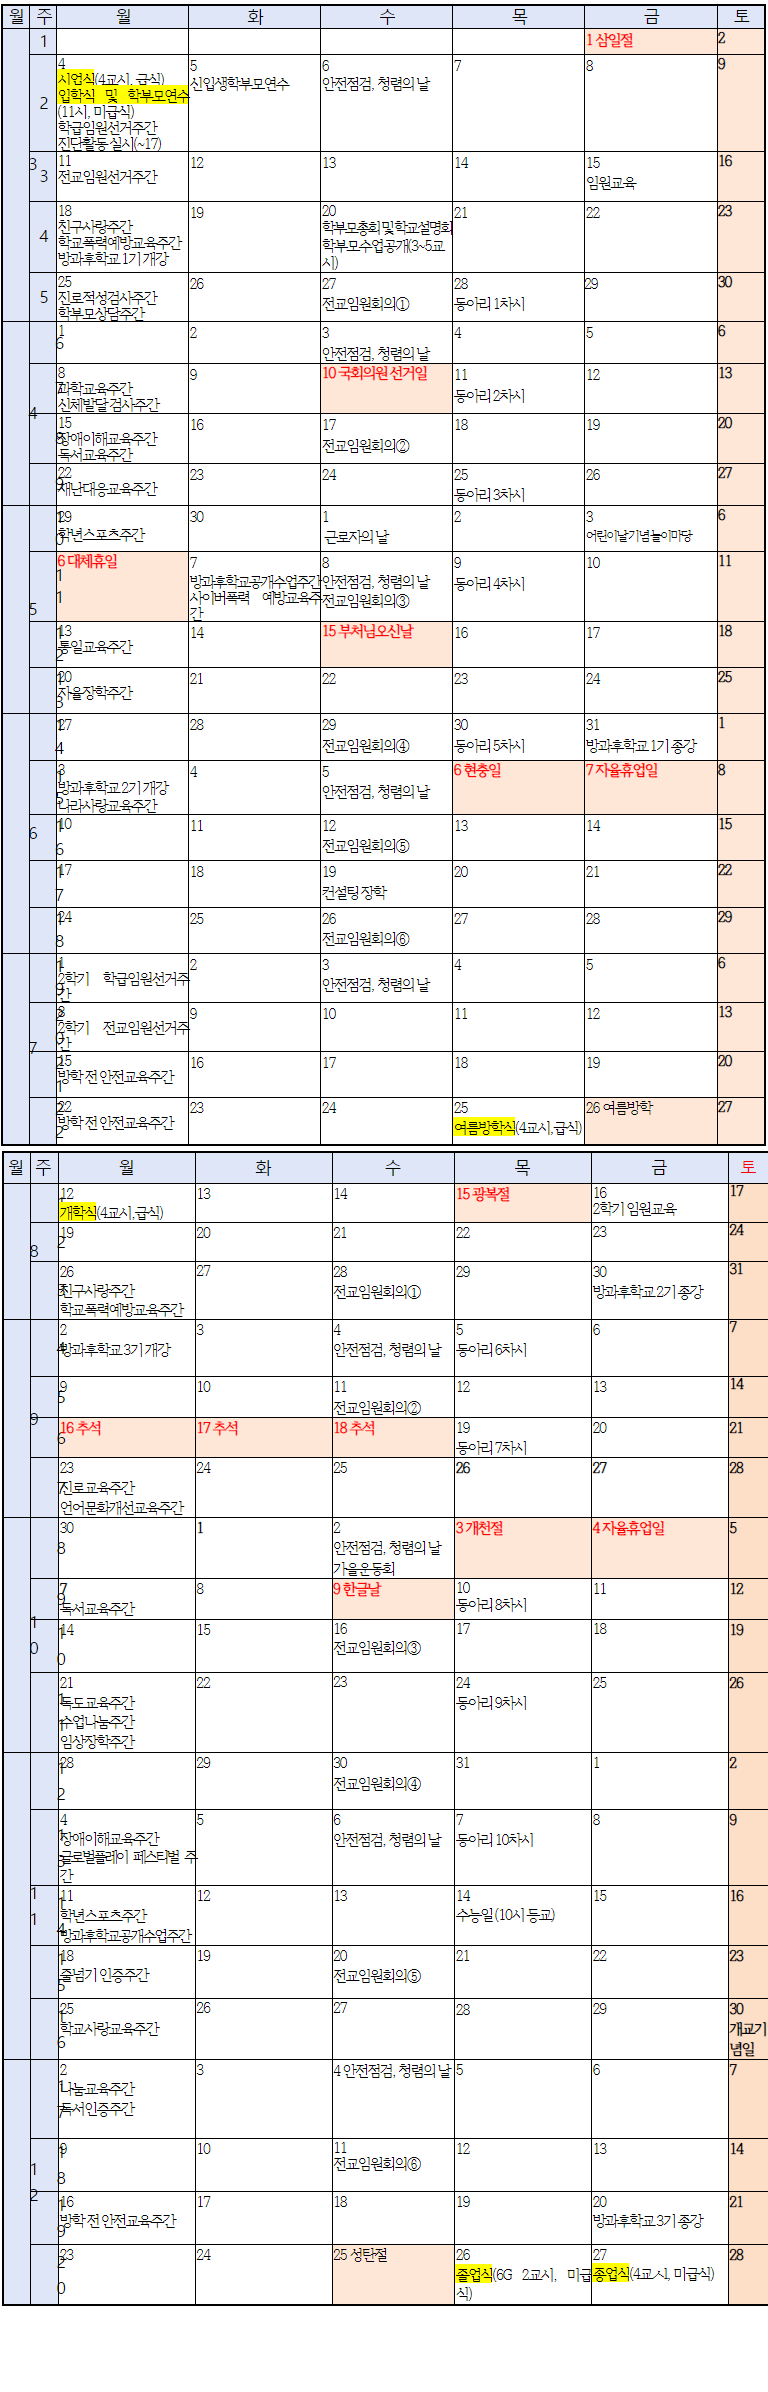 월 주 월 화 수 목 금 토
1 1 삼일절 2
3
2
4 5 6 7 8 9
시업식(4교시, 급식) 신입생학부모연수 안전점검, 청렴의 날
입학식 및 학부모연수
(11시, 미급식)
학급임원선거주간
진단활동 실시(~17)
3
11 12 13 14 15 16
전교임원선거주간 임원교육
4
18 19 20 21 22 23
친구사랑주간 학부모총회 및 학교설명회
학교폭력예방교육주간 학부모수업공개(3~5교
방과후학교 1기 개강 시)
5
25 26 27 28 29 30
진로적성검사주간 전교임원회의① 동아리 1차시
학부모상담주간
4
6
1 2 3 4 5 6
안전점검, 청렴의 날
7
8 9 10 국회의원 선거일 11 12 13
과학교육주간 동아리 2차시
신체발달 검사주간
8
15 16 17 18 19 20
장애이해교육주간 전교임원회의②
독서교육주간
9
22 23 24 25 26 27
재난대응교육주간 동아리 3차시
5
10
29 30 1 2 3 6
학년스포츠주간 근로자의 날 어린이날기념 놀이마당
11
6 대체휴일 7 8 9 10 11
방과후학교공개수업주간 안전점검, 청렴의 날 동아리 4차시
사이버폭력 예방교육주 전교임원회의③
간
12
13 14 15 부처님오신날 16 17 18
통일교육주간
13
20 21 22 23 24 25
자율장학주간
6
14
27 28 29 30 31 1
전교임원회의④ 동아리 5차시 방과후학교 1기 종강
15
3 4 5 6 현충일 7 자율휴업일 8
방과후학교 2기 개강 안전점검, 청렴의 날
나라사랑교육주간
16
10 11 12 13 14 15
전교임원회의⑤
17
17 18 19 20 21 22
컨설팅 장학
18
24 25 26 27 28 29
전교임원회의⑥
7
19
1 2 3 4 5 6
2학기 학급임원선거주 안전점검, 청렴의 날
간
20
8 9 10 11 12 13
2학기 전교임원선거주
간
21
15 16 17 18 19 20
방학 전 안전교육주간
22
22 23 24 25 26 여름방학 27
방학 전 안전교육주간 여름방학식(4교시,급식)
월 주 월 화 수 목 금 토
8
1
12 13 14 15 광복절 16 17
개학식(4교시,급식) 2학기 임원교육
2
19 20 21 22 23 24
3
26 27 28 29 30 31
친구사랑주간 전교임원회의① 방과후학교 2기 종강
학교폭력예방교육주간
9
4
2 3 4 5 6 7
방과후학교 3기 개강 안전점검, 청렴의 날 동아리 6차시
5
9 10 11 12 13 14
전교임원회의②
6
16 추석 17 추석 18 추석 19 20 21
동아리 7차시
7
23 24 25 26 27 28
진로교육주간
언어문화개선교육주간
10
8
30 1 2 3 개천절 4 자율휴업일 5
안전점검, 청렴의 날
가을운동회
9
7 8 9 한글날 10 11 12
독서교육주간 동아리 8차시
10
14 15 16 17 18 19
전교임원회의③
11
21 22 23 24 25 26
독도교육주간 동아리 9차시
수업나눔주간
임상장학주간
11
12
28 29 30 31 1 2
전교임원회의④
13
4 5 6 7 8 9
장애이해교육주간 안전점검, 청렴의 날 동아리 10차시
글로벌플레이 페스티벌 주
간
14
11 12 13 14 15 16
학년스포츠주간 수능일 (10시 등교)
방과후학교공개수업주간
15
18 19 20 21 22 23
줄넘기 인증주간 전교임원회의⑤
16
25 26 27 28 29 30
학교사랑교육주간 개교기
념일
12
17
2 3 4 안전점검, 청렴의 날 5 6 7
나눔교육주간
독서인증주간
18
9 10 11 12 13 14
전교임원회의⑥
19
16 17 18 19 20 21
방학 전 안전교육주간 방과후학교 3기 종강
20
23 24 25 성탄절 26 27 28
졸업식(6G 2교시, 미급 종업식(4교시, 미급식)
식)